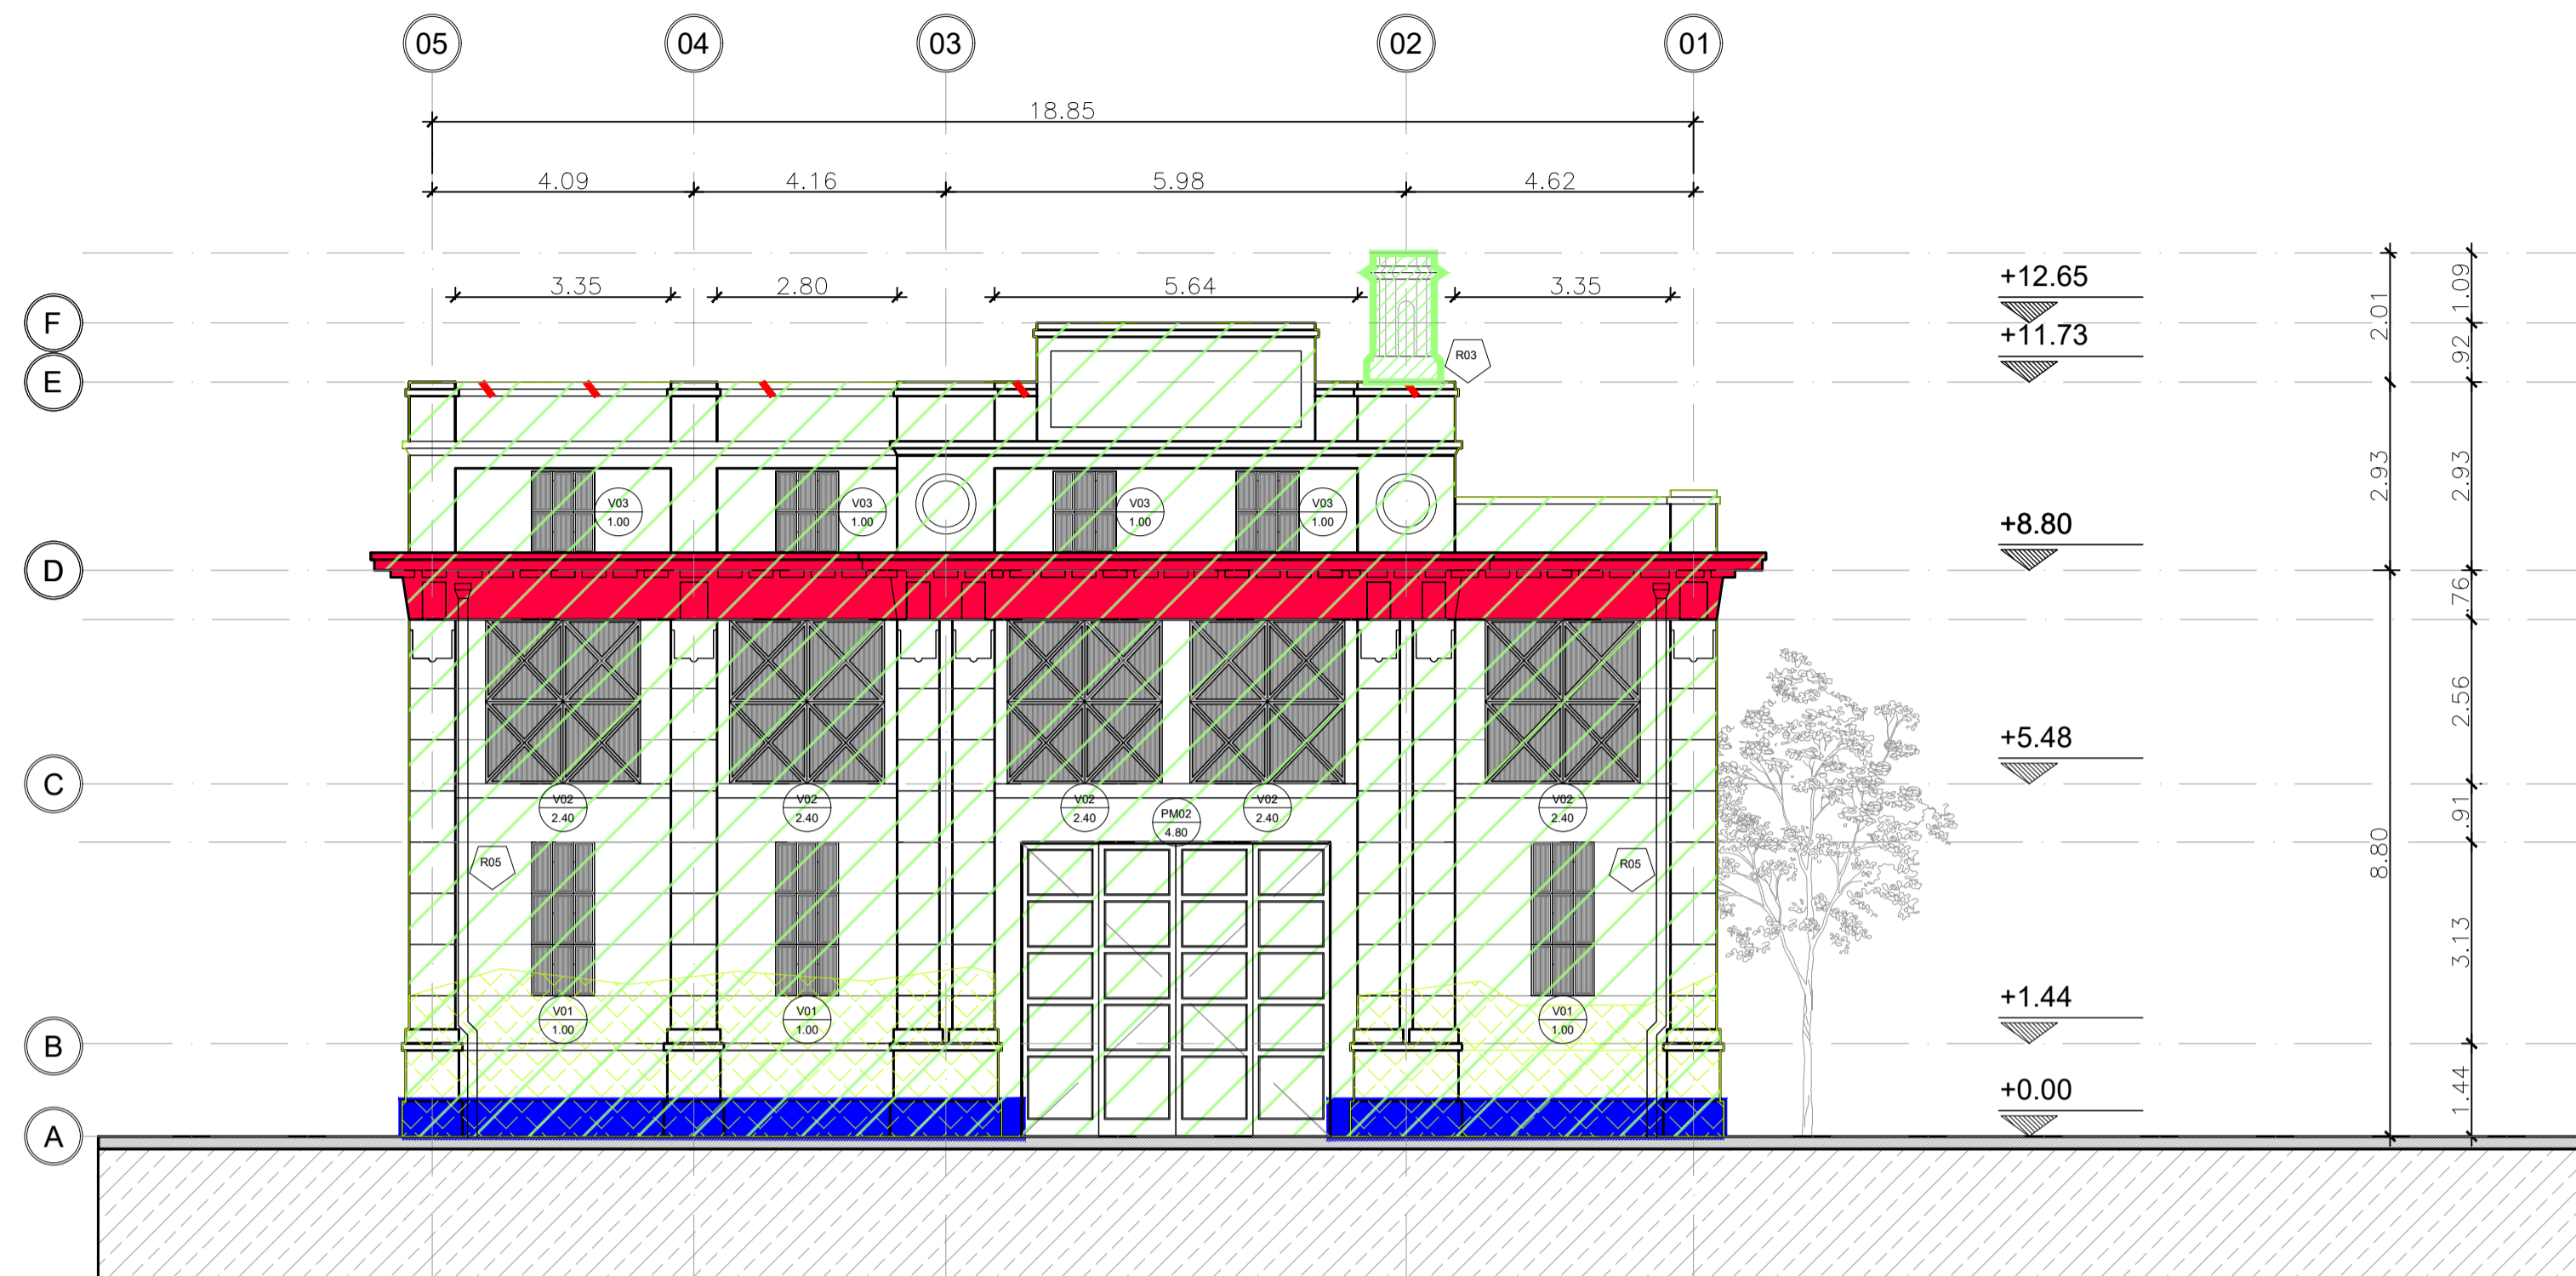 05 04 03 02 01
18.85
4.09 4.16 5.98 4.62
3.35 2.80 5.64 3.35
F
E
D
C
B
A
R03
V03 1.00
V03 1.00
V03 1.00
V03 1.00
V02 2.40
V02 2.40
V02 2.40
V02 2.40
V02 2.40
PM02 4.80
R05
R05
V01 1.00
V01 1.00
V01 1.00
+12.65
+11.73
+8.80
+5.48
+1.44
+0.00
2.01
2.93
8.80
1.09
.92
2.93
.76
2.56
.91
3.13
1.44